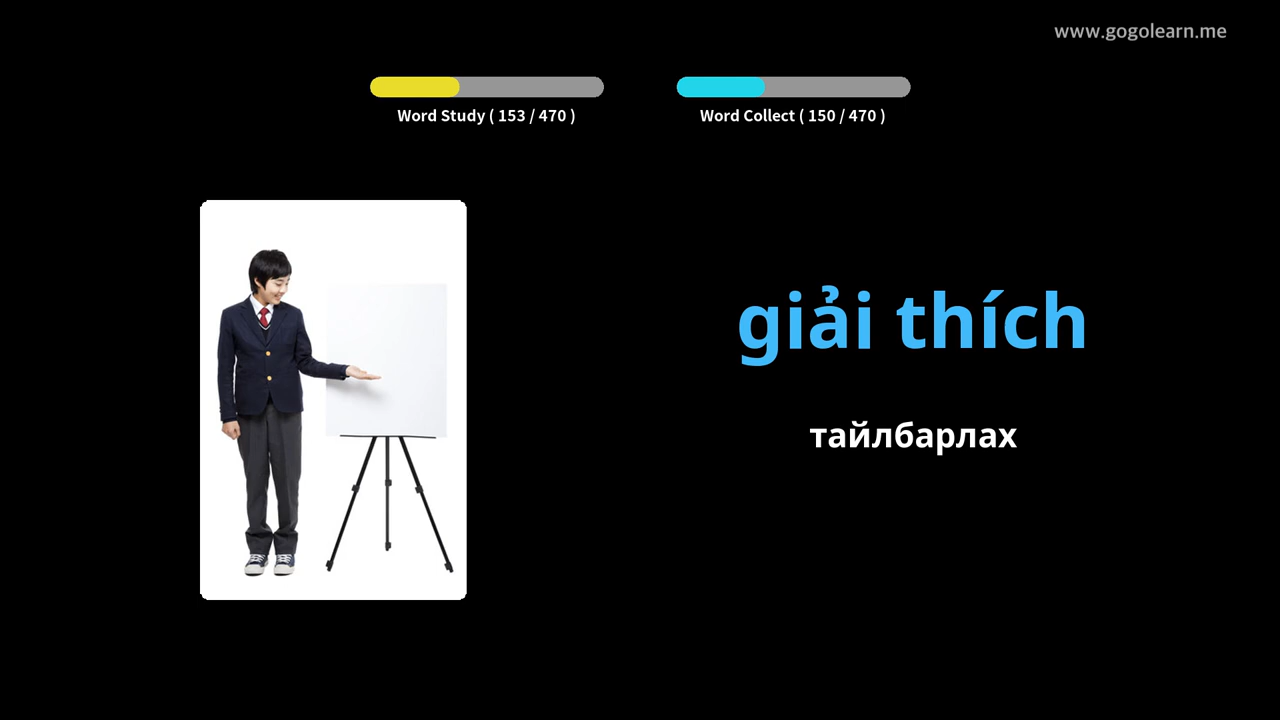 www.gogolearn.me
Word Study ( 153 / 470 )
Word Collect ( 150 / 470 )
giải thích
тайлбарлах